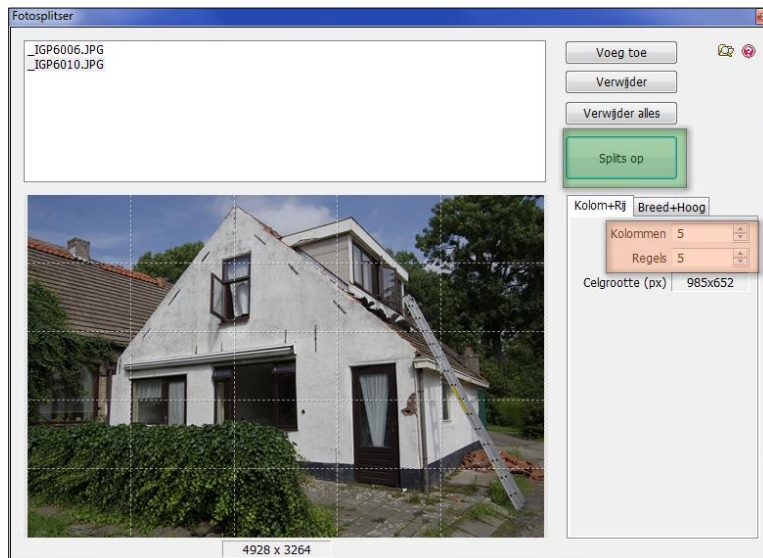 Fotosplitser
_IGP6006.JPG
_IGP6010.JPG
Voeg toe
Verwijder
Verwijder alles
Splits op
Kolom+Rij Breed+Hoog
Kolommen 5
Regels 5
Celgrootte (px) 985x652
4928 x 3264